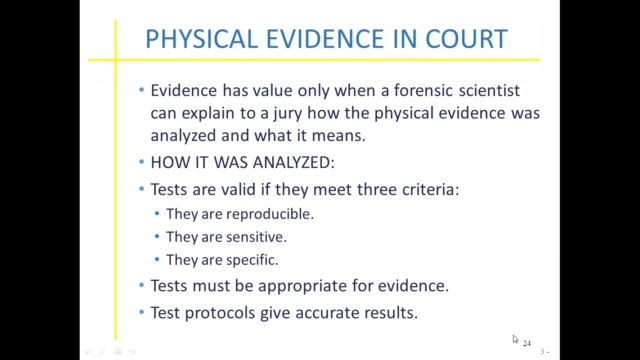 PHYSICAL EVIDENCE IN COURT
• Evidence has value only when a forensic scientist
can explain to a jury how the physical evidence was
analyzed and what it means.
• HOW IT WAS ANALYZED:
• Tests are valid if they meet three criteria:
• They are reproducible.
• They are sensitive.
• They are specific.
• Tests must be appropriate for evidence.
• Test protocols give accurate results.
24
3 -